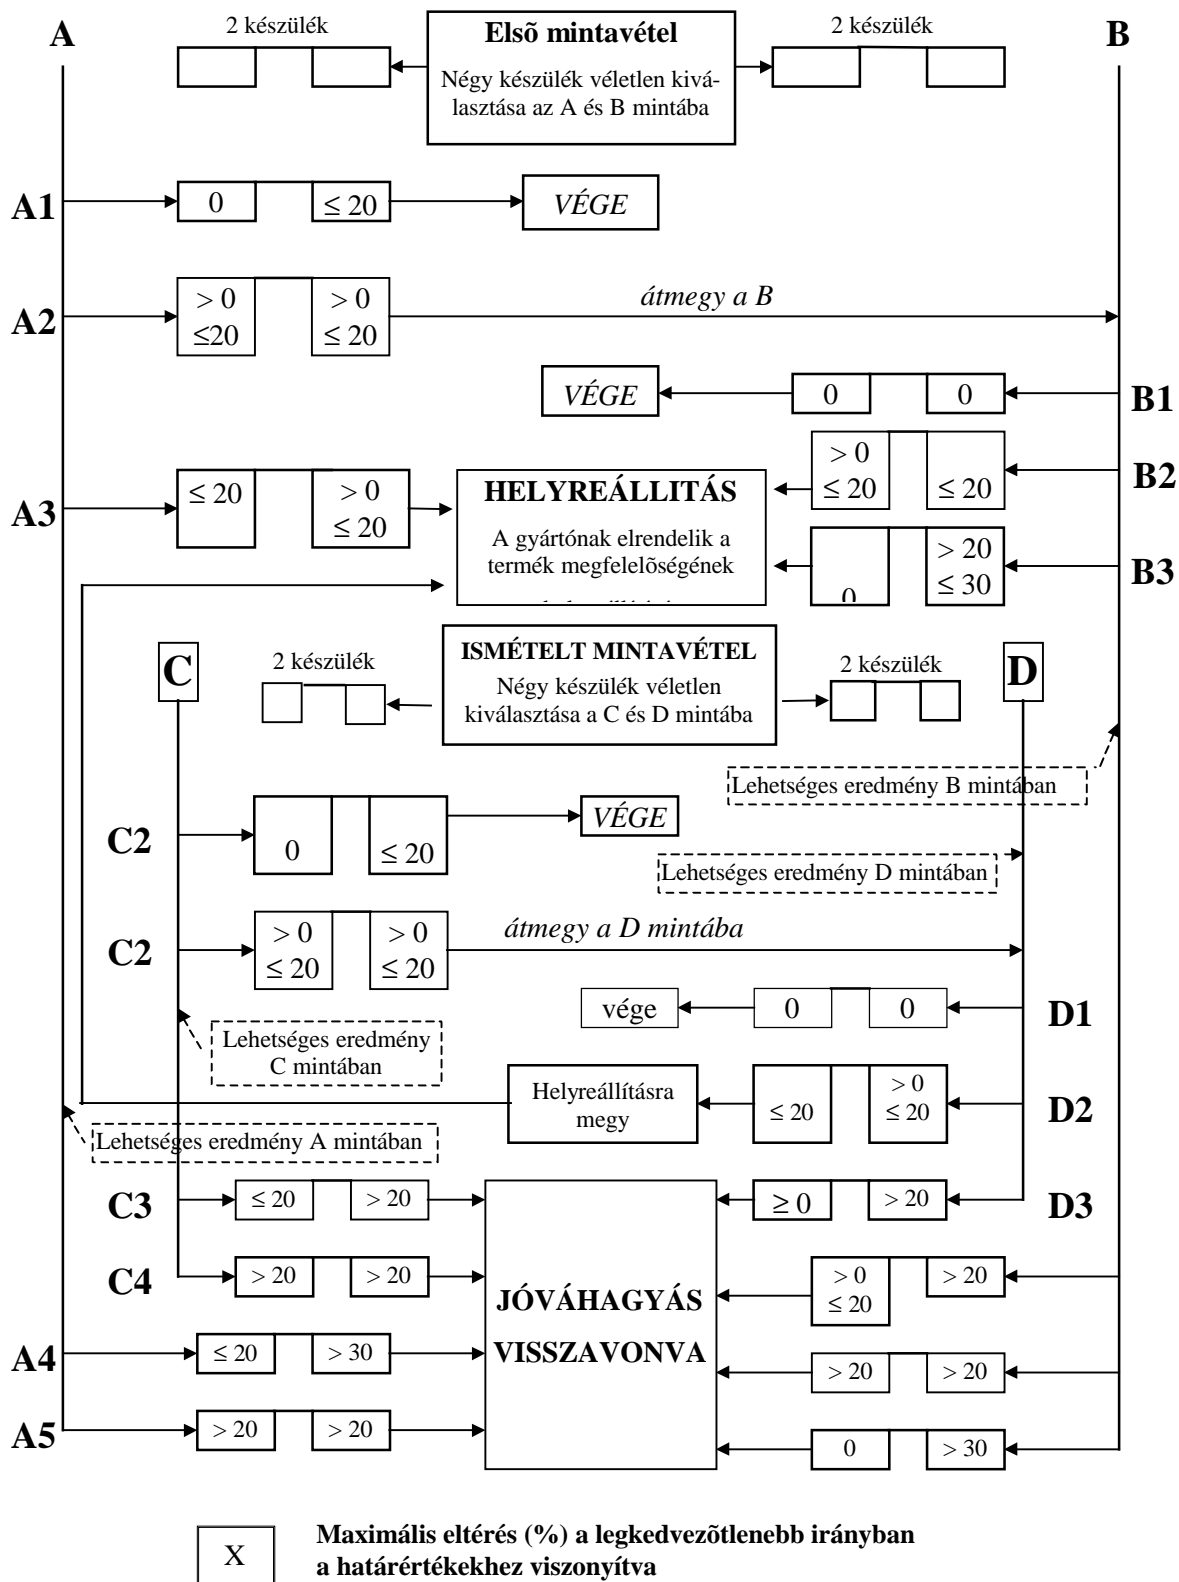 A
2 készülék
Elsõ mintavétel
Négy készülék véletlen kivá-
lasztása az A és B mintába
2 készülék
B
A1
0
≤ 20
VÉGE
A2
> 0
≤20
> 0
≤ 20
átmegy a B
VÉGE
0
0
B1
A3
≤ 20
> 0
≤ 20
HELYREÁLLITÁS
A gyártónak elrendelik a
termék megfelelõségének
> 0
≤ 20
≤ 20
B2
0
> 20
≤ 30
B3
C
2 készülék
ISMÉTELT MINTAVÉTEL
Négy készülék véletlen
kiválasztása a C és D mintába
2 készülék
D
Lehetséges eredmény B mintában
C2
0
≤ 20
VÉGE
Lehetséges eredmény D mintában
C2
> 0
≤ 20
> 0
≤ 20
átmegy a D mintába
vége
0
0
D1
Lehetséges eredmény
C mintában
Helyreállításra
megy
≤ 20
> 0
≤ 20
D2
Lehetséges eredmény A mintában
C3
≤ 20
> 20
≥ 0
> 20
D3
C4
> 20
> 20
JÓVÁHAGYÁS
VISSZAVONVA
> 0
≤ 20
> 20
A4
≤ 20
> 30
> 20
> 20
A5
> 20
> 20
0
> 30
X
Maximális eltérés (%) a legkedvezõtlenebb irányban
a határértékekhez viszonyítva